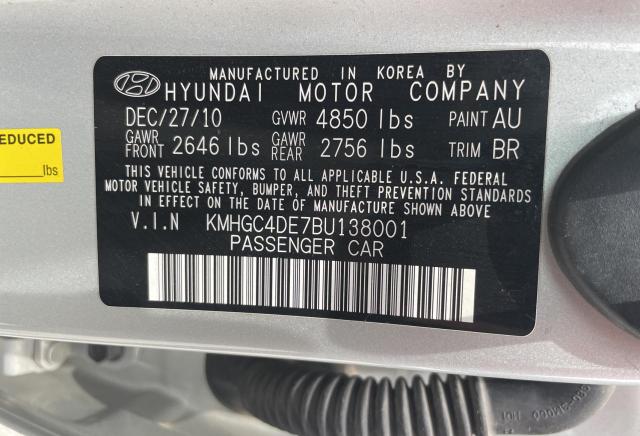 MANUFACTURED IN KOREA BY
HYUNDAI MOTOR COMPANY
DEC/27/10 GVWR 4850 lbs PAINT AU
GAWR FRONT 2646 lbs GAWR REAR 2756 lbs TRIM BR
THIS VEHICLE CONFORMS TO ALL APPLICABLE U.S.A. FEDERAL
MOTOR VEHICLE SAFETY, BUMPER, AND THEFT PREVENTION STANDARDS
IN EFFECT ON THE DATE OF MANUFACTURE SHOWN ABOVE.
V.I.N KMHGC4DE7BU138001
PASSENGER CAR
EDUCED
lbs